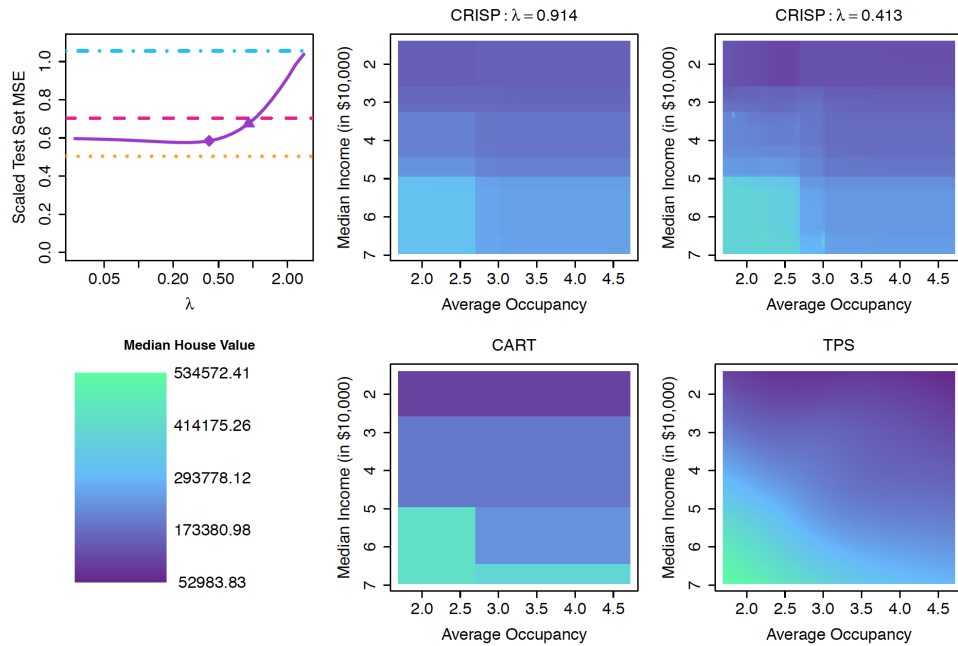 Scaled Test Set MSE
1.0
0.8
0.6
0.4
0.2
0.0
0.05
0.20
0.50
2.00
λ
CRISP : λ = 0.914
Median Income (in $10,000)
2
3
4
5
6
7
2.0 2.5 3.0 3.5 4.0 4.5
Average Occupancy
CRISP : λ = 0.413
Median Income (in $10,000)
2
3
4
5
6
7
2.0 2.5 3.0 3.5 4.0 4.5
Average Occupancy
Median House Value
534572.41
414175.26
293778.12
173380.98
52983.83
CART
Median Income (in $10,000)
2
3
4
5
6
7
2.0 2.5 3.0 3.5 4.0 4.5
Average Occupancy
TPS
Median Income (in $10,000)
2
3
4
5
6
7
2.0 2.5 3.0 3.5 4.0 4.5
Average Occupancy